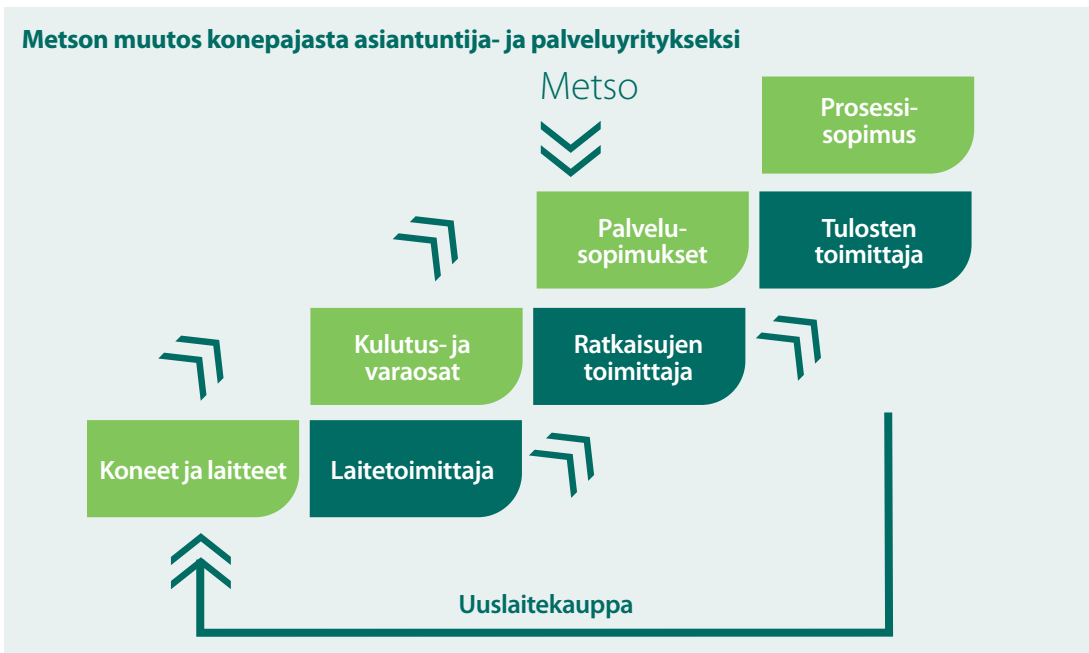 Metson muutos konepajasta asiantuntija- ja palveluyritykseksi
Metso
Prosessi-
sopimus
Palvelu-
sopimukset
Tulosten
toimittaja
Kulutus- ja
varaosat
Ratkaisujen
toimittaja
Koneet ja laitteet
Laitetoimittaja
Uuslaitekauppa